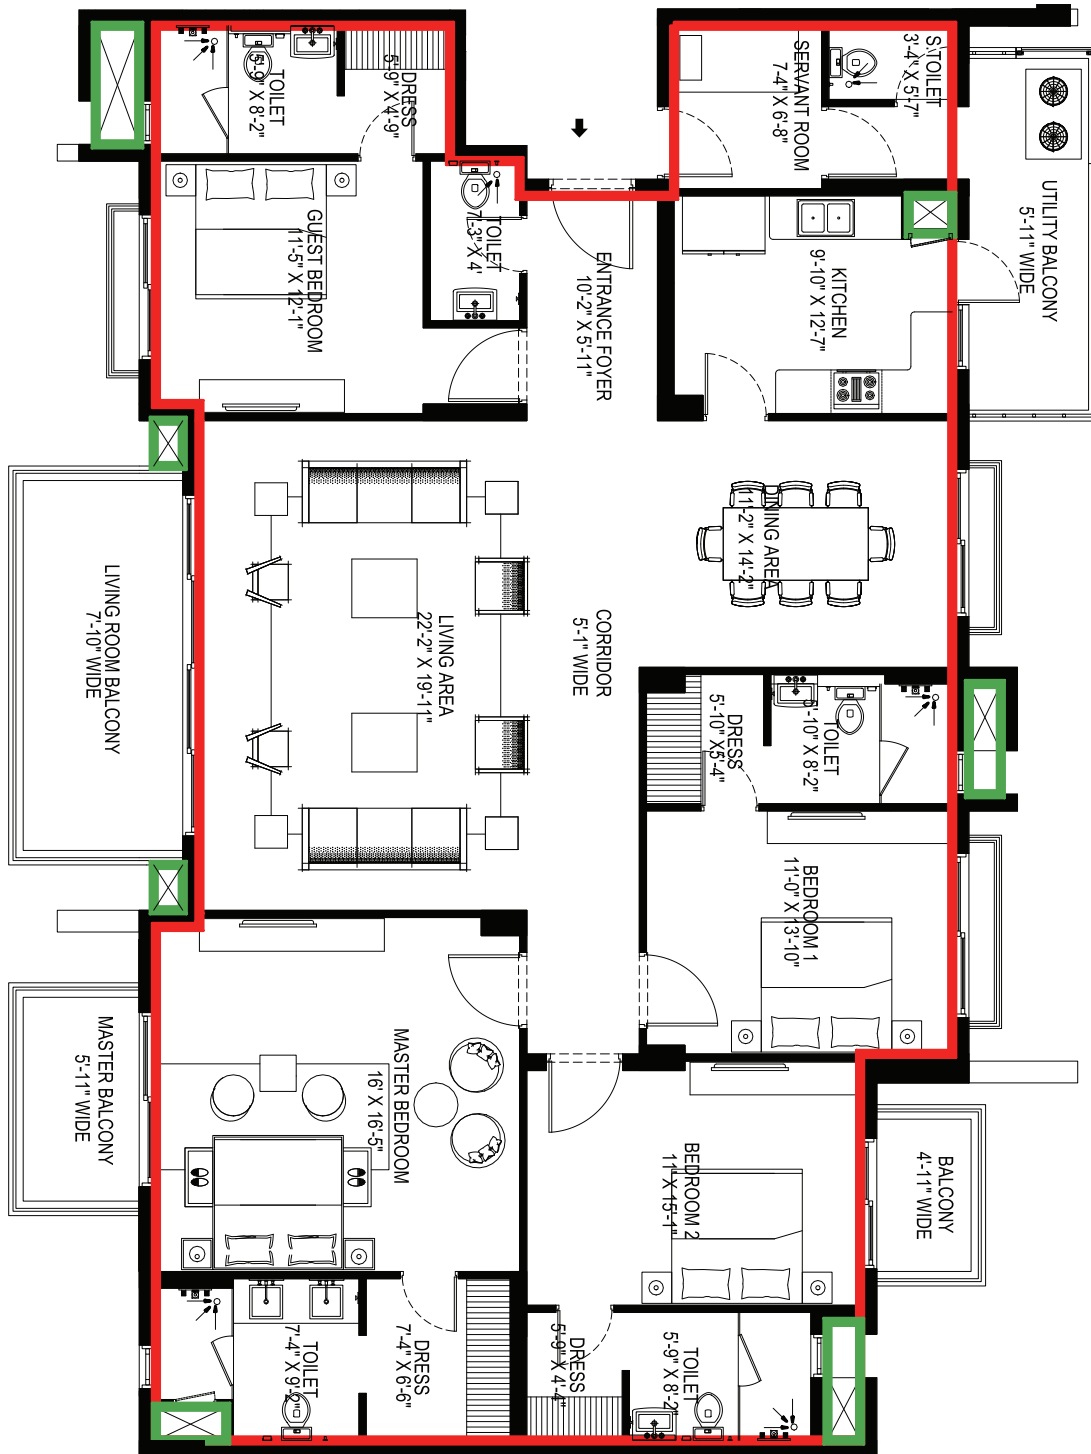 TOILET
5'-9" X 8'-2"
DRESS
5'-9" X 4'-9"
SERVANT ROOM
7'-4" X 6'-8"
S.TOILET
3'-4" X 5'-7"
GUEST BEDROOM
11'-5" X 12'-1"
TOILET
7'-3" X 4'
ENTRANCE FOYER
10'-2" X 5'-11"
KITCHEN
9'-10" X 12'-7"
UTILITY BALCONY
5'-11" WIDE
LIVING ROOM BALCONY
7'-10" WIDE
LIVING AREA
22'-2" X 19'-11"
CORRIDOR
5'-1" WIDE
DINING AREA
11'-2" X 14'-2"
DRESS
5'-10" X 5'-4"
TOILET
5'-10" X 8'-2"
BEDROOM 1
11'-0" X 13'-10"
MASTER BALCONY
5'-11" WIDE
MASTER BEDROOM
16' X 16'-5"
BEDROOM 2
11' X 15'-1"
BALCONY
4'-11" WIDE
TOILET
7'-4" X 9'-2"
DRESS
7'-4" X 6'-6"
DRESS
5'-9" X 4'-4"
TOILET
5'-9" X 8'-2"